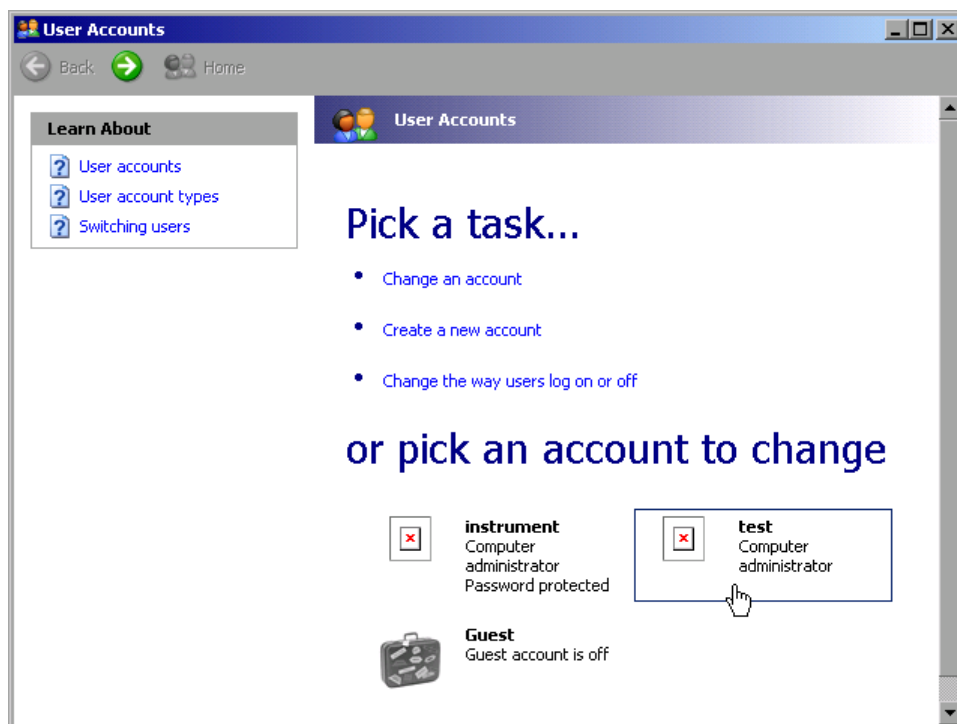 User Accounts
Back Home
Learn About
User accounts
User account types
Switching users
User Accounts
Pick a task...
Change an account
Create a new account
Change the way users log on or off
or pick an account to change
instrument
Computer
administrator
Password protected
test
Computer
administrator
Guest
Guest account is off